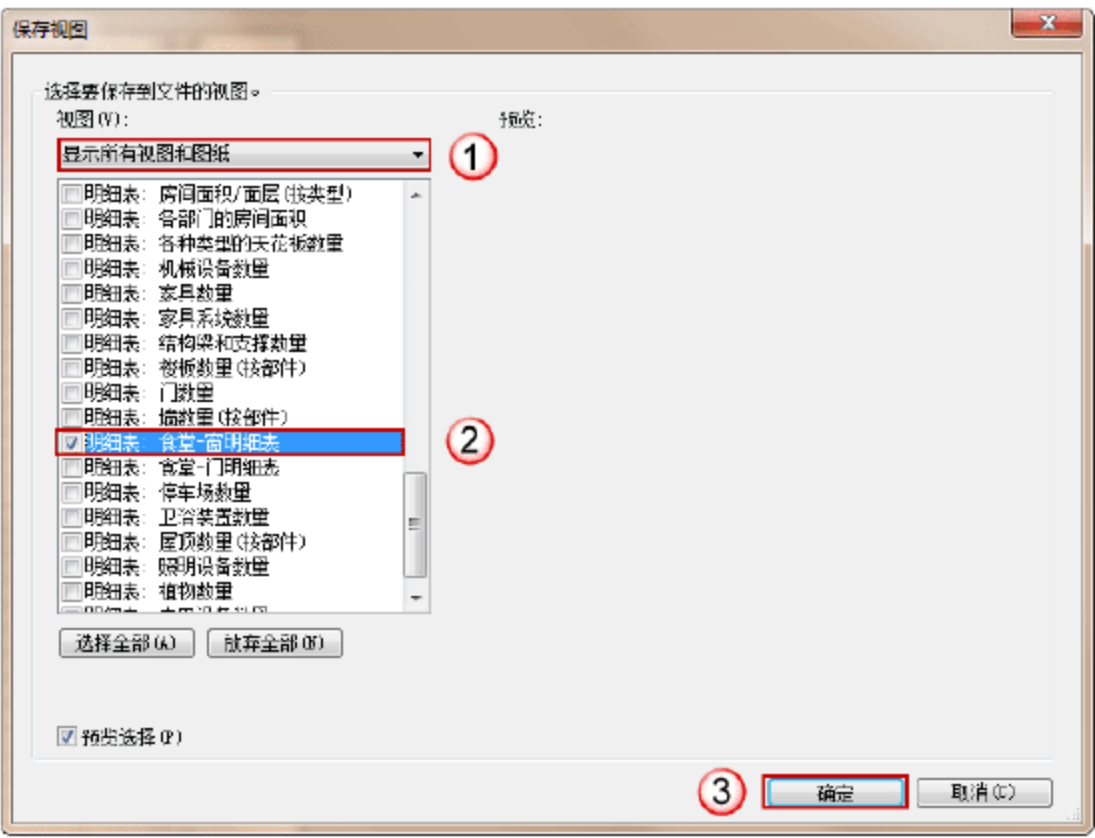 保存视图
选择要保存到文件的视图。
视图(V):
预览:
显示所有视图和图纸
①
明细表: 房间面积/面层(按类型)
明细表: 各部门的房间面积
明细表: 各种类型的天花板数量
明细表: 机械设备数量
明细表: 家具数量
明细表: 家具系统数量
明细表: 结构梁和支撑数量
明细表: 楼板数量(按部件)
明细表: 门数量
明细表: 墙数量(按部件)
明细表: 食堂-窗明细表
②
明细表: 食堂-门明细表
明细表: 停车场数量
明细表: 卫浴装置数量
明细表: 屋顶数量(按部件)
明细表: 照明设备数量
明细表: 植物数量
选择全部(A)
放弃全部(N)
预览选择(P)
③
确定
取消(C)